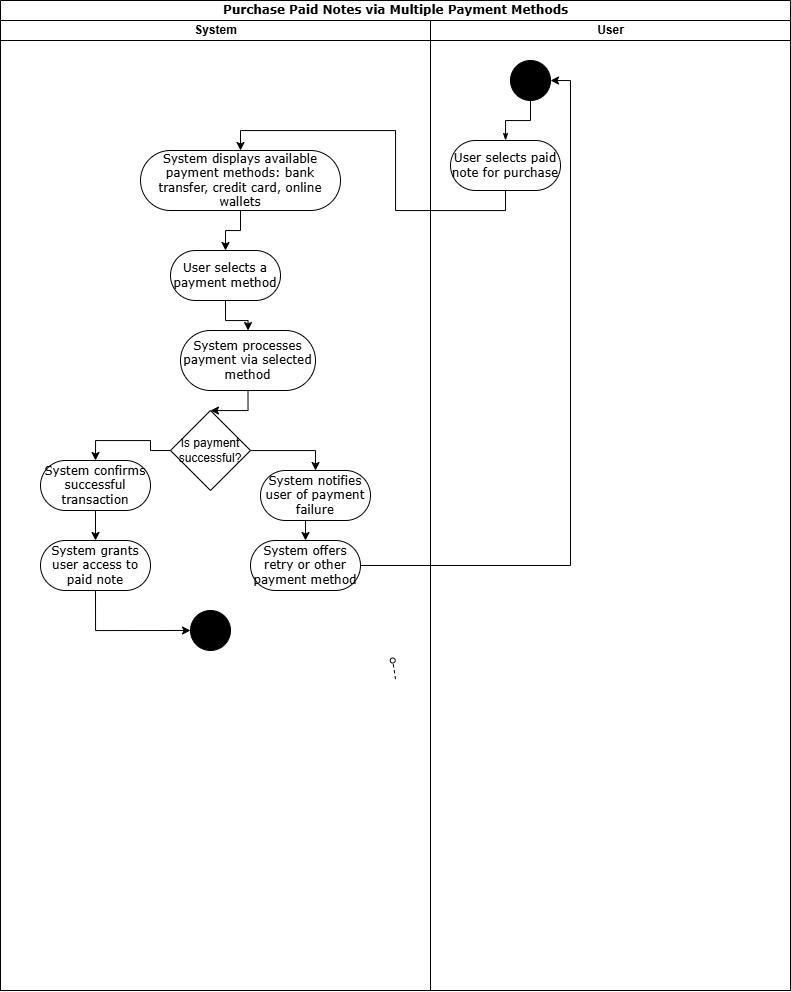 Purchase Paid Notes via Multiple Payment Methods
System
User
User selects paid
note for purchase
System displays available
payment methods: bank
transfer, credit card, online
wallets
User selects a
payment method
System processes
payment via selected
method
Is payment
successful?
System confirms
successful
transaction
System notifies
user of payment
failure
System grants
user access to
paid note
System offers
retry or other
payment method